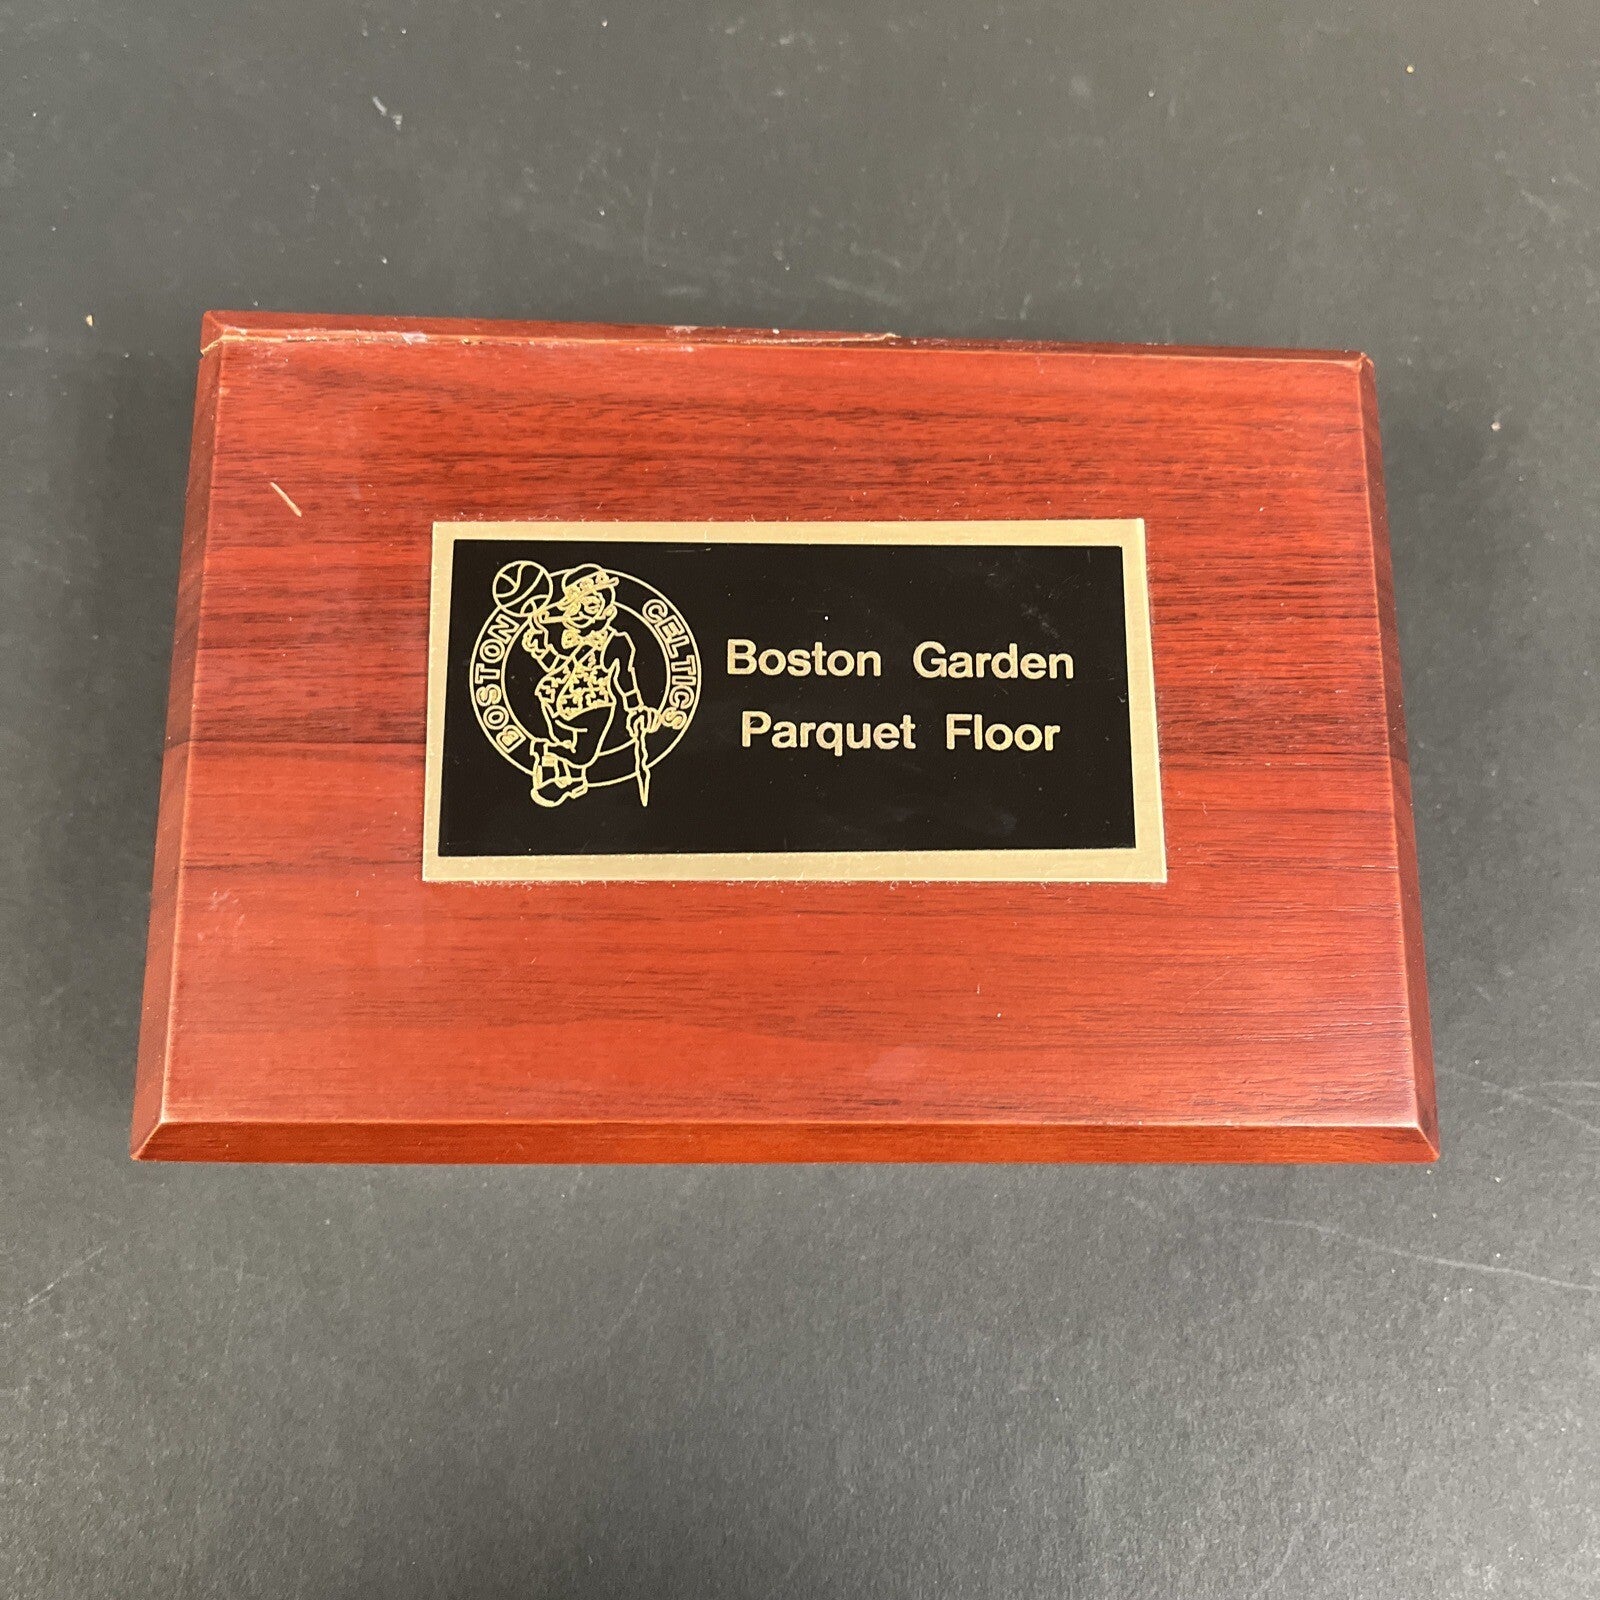 BOSTON CELTICS
Boston Garden
Parquet Floor